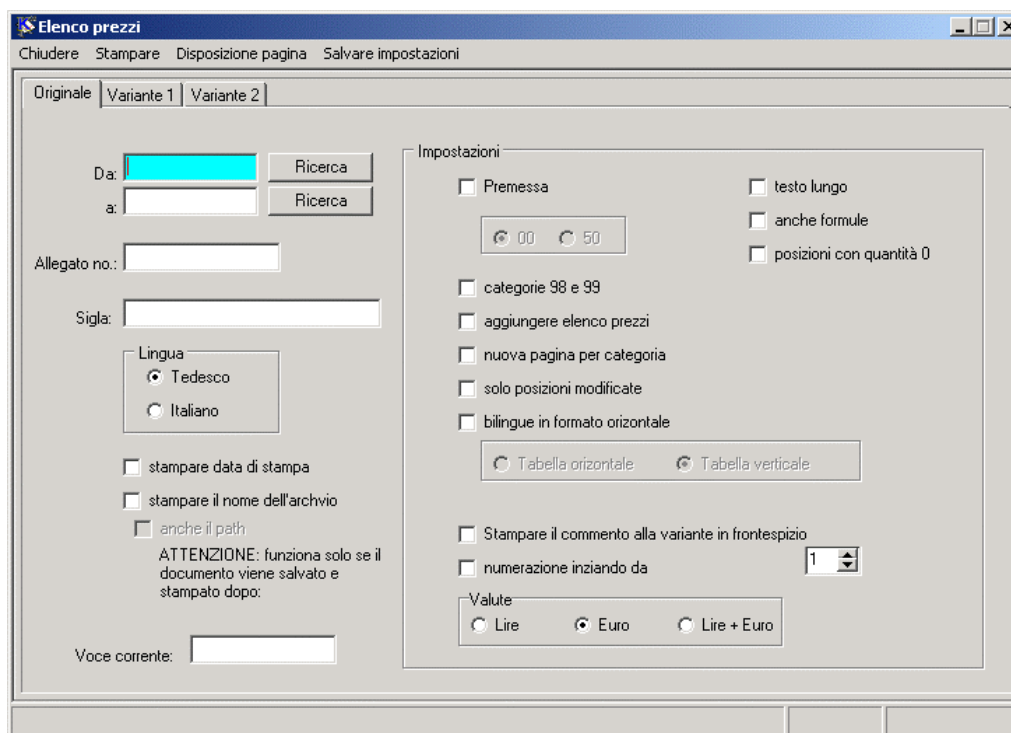 Elenco prezzi
Chiudere Stampare Disposizione pagina Salvare impostazioni
Originale Variante 1 Variante 2
Da: Ricerca
a: Ricerca
Allegato no.:
Sigla:
Lingua
Tedesco
Italiano
stampare data di stampa
stampare il nome dell'archvio
anche il path
ATTENZIONE: funziona solo se il
documento viene salvato e
stampato dopo:
Voce corrente:
Impostazioni
Premessa
00 50
testo lungo
anche formule
posizioni con quantità 0
categorie 98 e 99
aggiungere elenco prezzi
nuova pagina per categoria
solo posizioni modificate
bilingue in formato orizontale
Tabella orizontale Tabella verticale
Stampare il commento alla variante in frontespizio
numerazione inziando da 1
Valute
Lire Euro Lire + Euro